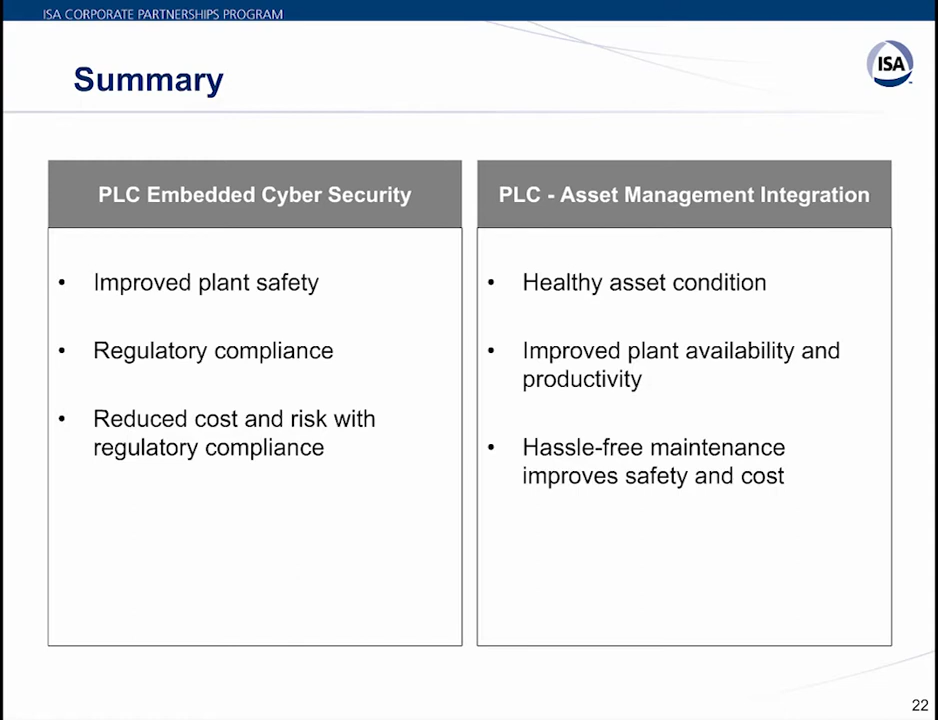 ISA CORPORATE PARTNERSHIPS PROGRAM
Summary
ISA
PLC Embedded Cyber Security
• Improved plant safety
• Regulatory compliance
• Reduced cost and risk with
regulatory compliance
PLC - Asset Management Integration
• Healthy asset condition
• Improved plant availability and
productivity
• Hassle-free maintenance
improves safety and cost
22